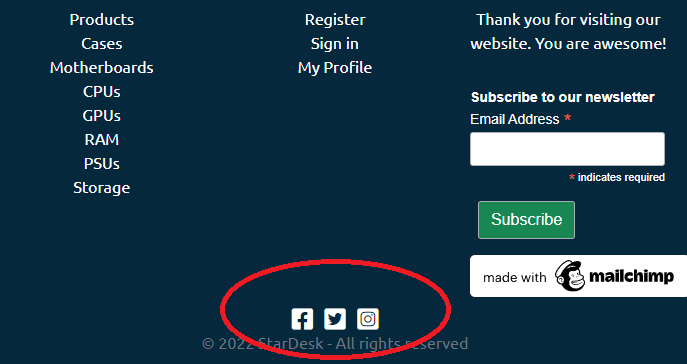 Products
Cases
Motherboards
CPUs
GPUs
RAM
PSUs
Storage
Register
Sign in
My Profile
Thank you for visiting our
website. You are awesome!
Subscribe to our newsletter
Email Address *
* indicates required
Subscribe
made with mailchimp
© 2022 StarDesk - All rights reserved